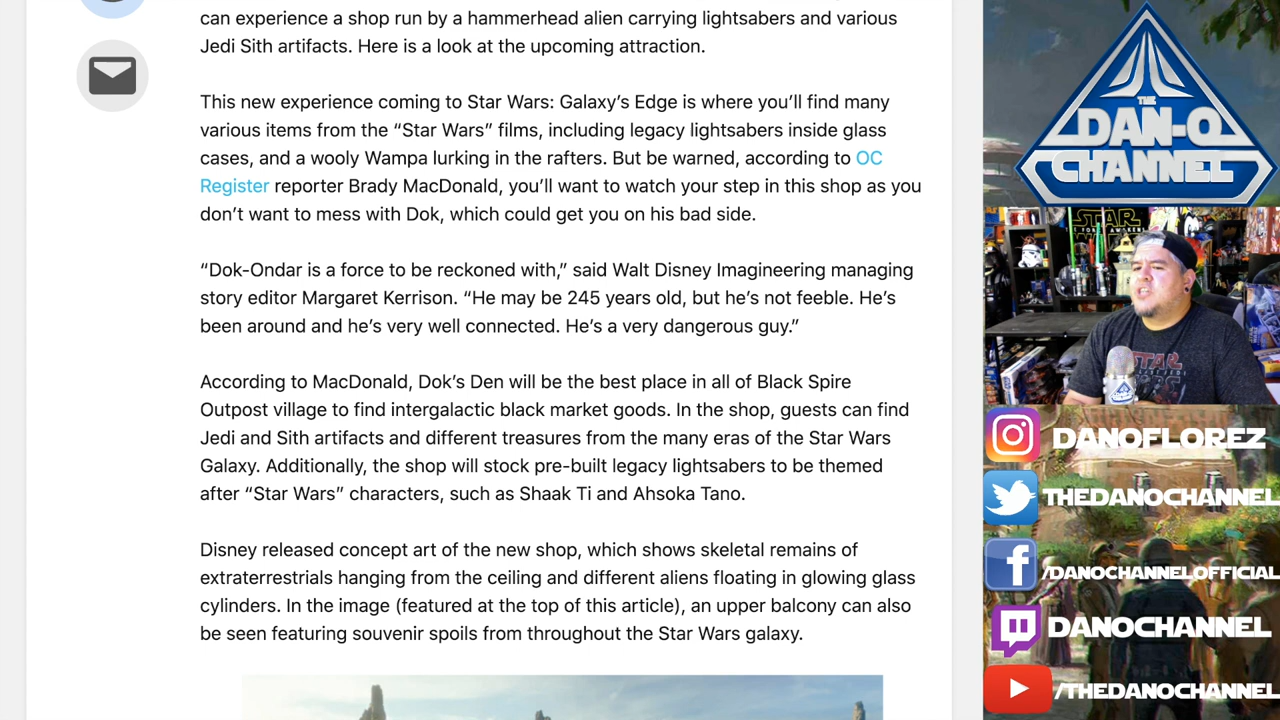 can experience a shop run by a hammerhead alien carrying lightsabers and various
Jedi Sith artifacts. Here is a look at the upcoming attraction.
This new experience coming to Star Wars: Galaxy’s Edge is where you’ll find many
various items from the “Star Wars” films, including legacy lightsabers inside glass
cases, and a wooly Wampa lurking in the rafters. But be warned, according to OC
Register reporter Brady MacDonald, you’ll want to watch your step in this shop as you
don’t want to mess with Dok, which could get you on his bad side.
“Dok-Ondar is a force to be reckoned with,” said Walt Disney Imagineering managing
story editor Margaret Kerrison. “He may be 245 years old, but he’s not feeble. He’s
been around and he’s very well connected. He’s a very dangerous guy.”
According to MacDonald, Dok’s Den will be the best place in all of Black Spire
Outpost village to find intergalactic black market goods. In the shop, guests can find
Jedi and Sith artifacts and different treasures from the many eras of the Star Wars
Galaxy. Additionally, the shop will stock pre-built legacy lightsabers to be themed
after “Star Wars” characters, such as Shaak Ti and Ahsoka Tano.
Disney released concept art of the new shop, which shows skeletal remains of
extraterrestrials hanging from the ceiling and different aliens floating in glowing glass
cylinders. In the image (featured at the top of this article), an upper balcony can also
be seen featuring souvenir spoils from throughout the Star Wars galaxy.
THE
DAN-O
CHANNEL
STAR
STAR
WARS
DANOFLOREZ
THEDANOCHANNEL
/DANOCHANNELOFFICIAL
DANOCHANNEL
/THEDANOCHANNEL